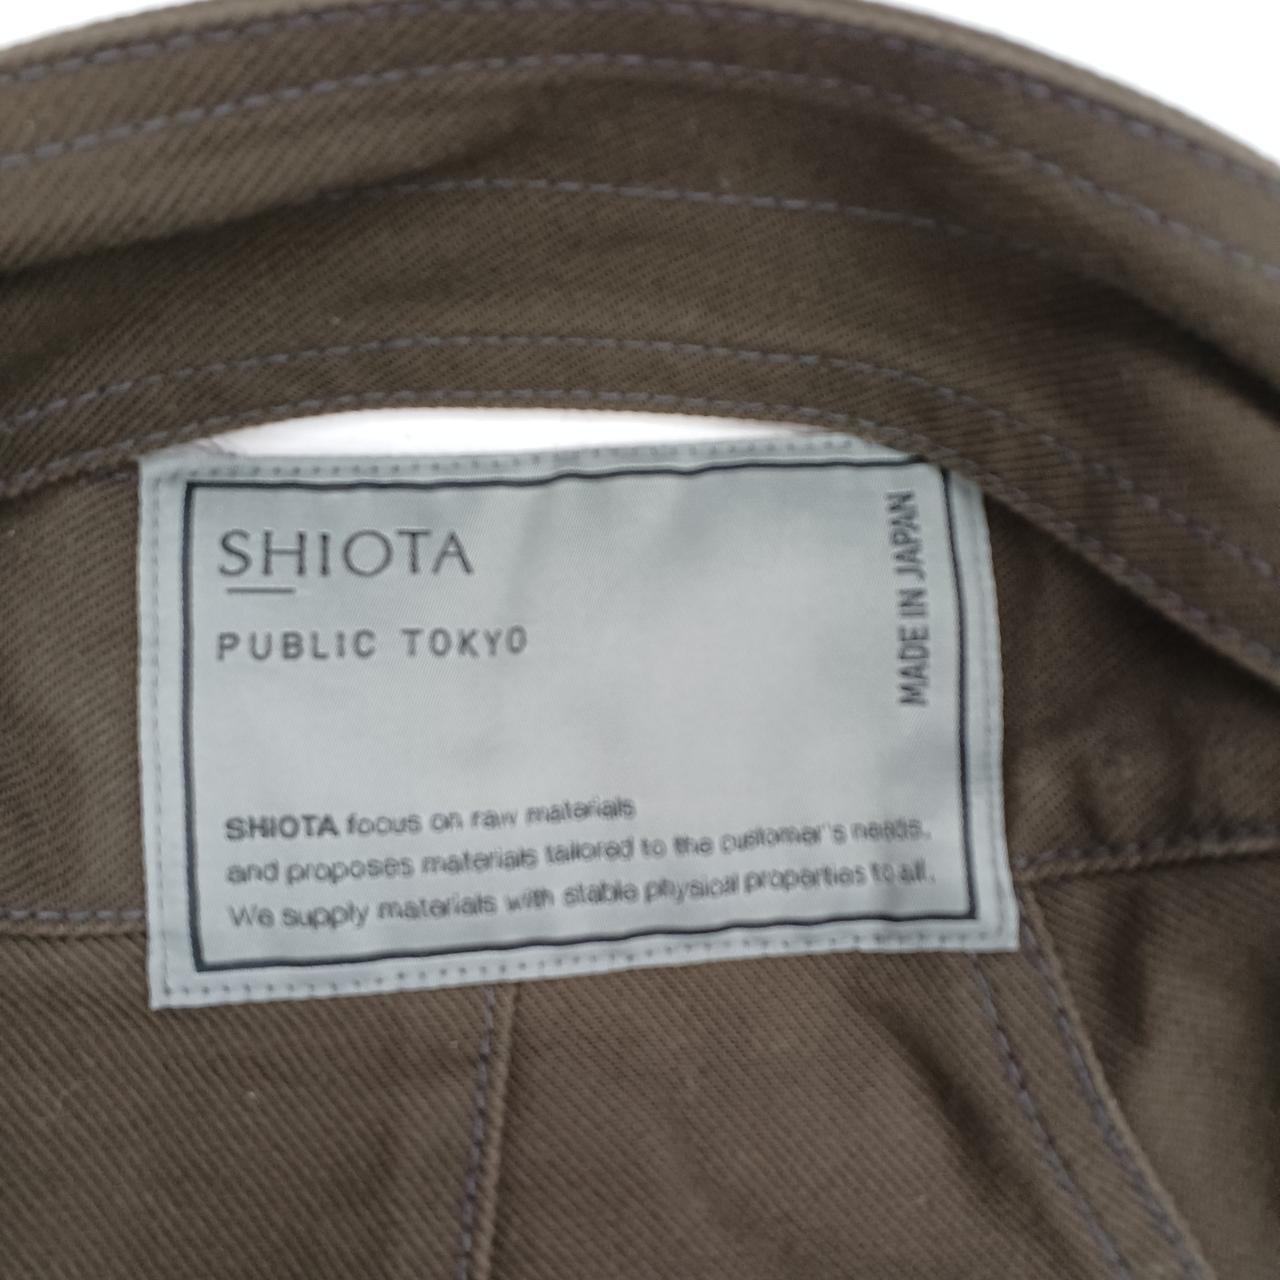 SHIOTA
PUBLIC TOKYO
MADE IN JAPAN
SHIOTA focus on raw materials
and proposes materials tailored to the customer's needs.
We supply materials with stable physical properties to all.